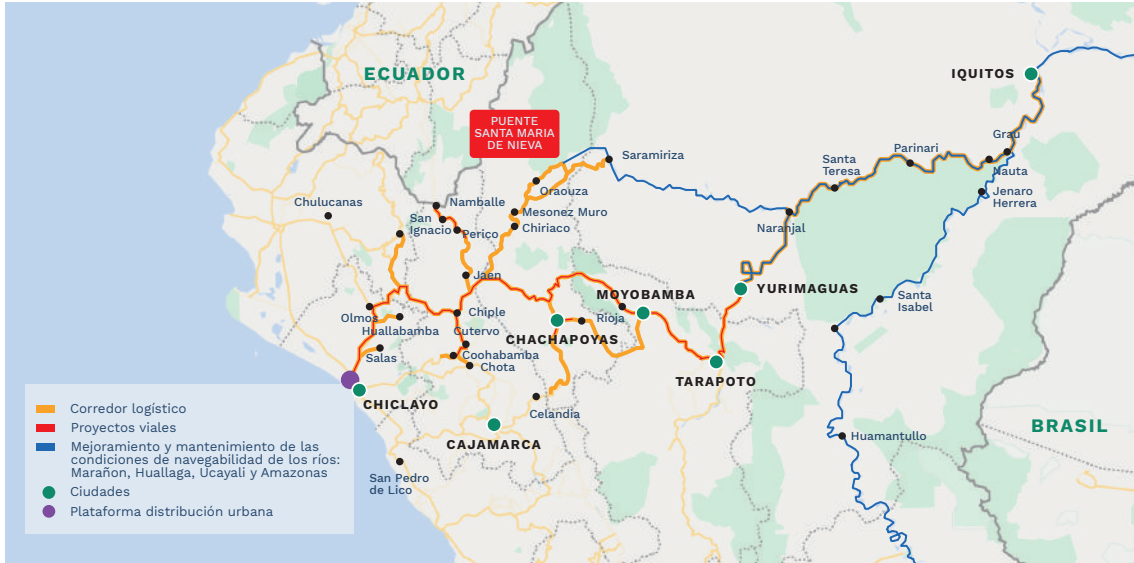 ECUADOR
IQUITOS
PUENTE
SANTA MARIA
DE NIEVA
Saramiriza
Santa
Teresa
Parinari
Grau
Nauta
Jenaro
Herrera
Oraouza
Chulucanas
Namballe
San
Ignacio
Perico
Mesonez Muro
Chiriaco
Naranjal
Jaen
YURIMAGUAS
MOYOBAMBA
Santa
Isabel
Olmos
Huallabamba
Chiple
Cutervo
Rioja
CHACHAPOYAS
Salas
Coohabamba
Chota
TARAPOTO
CHICLAYO
Celandia
CAJAMARCA
BRASIL
Huamantullo
San Pedro
de Lico
Corredor logístico
Proyectos viales
Mejoramiento y mantenimiento de las
condiciones de navegabilidad de los ríos:
Marañon, Huallaga, Ucayali y Amazonas
Ciudades
Plataforma distribución urbana